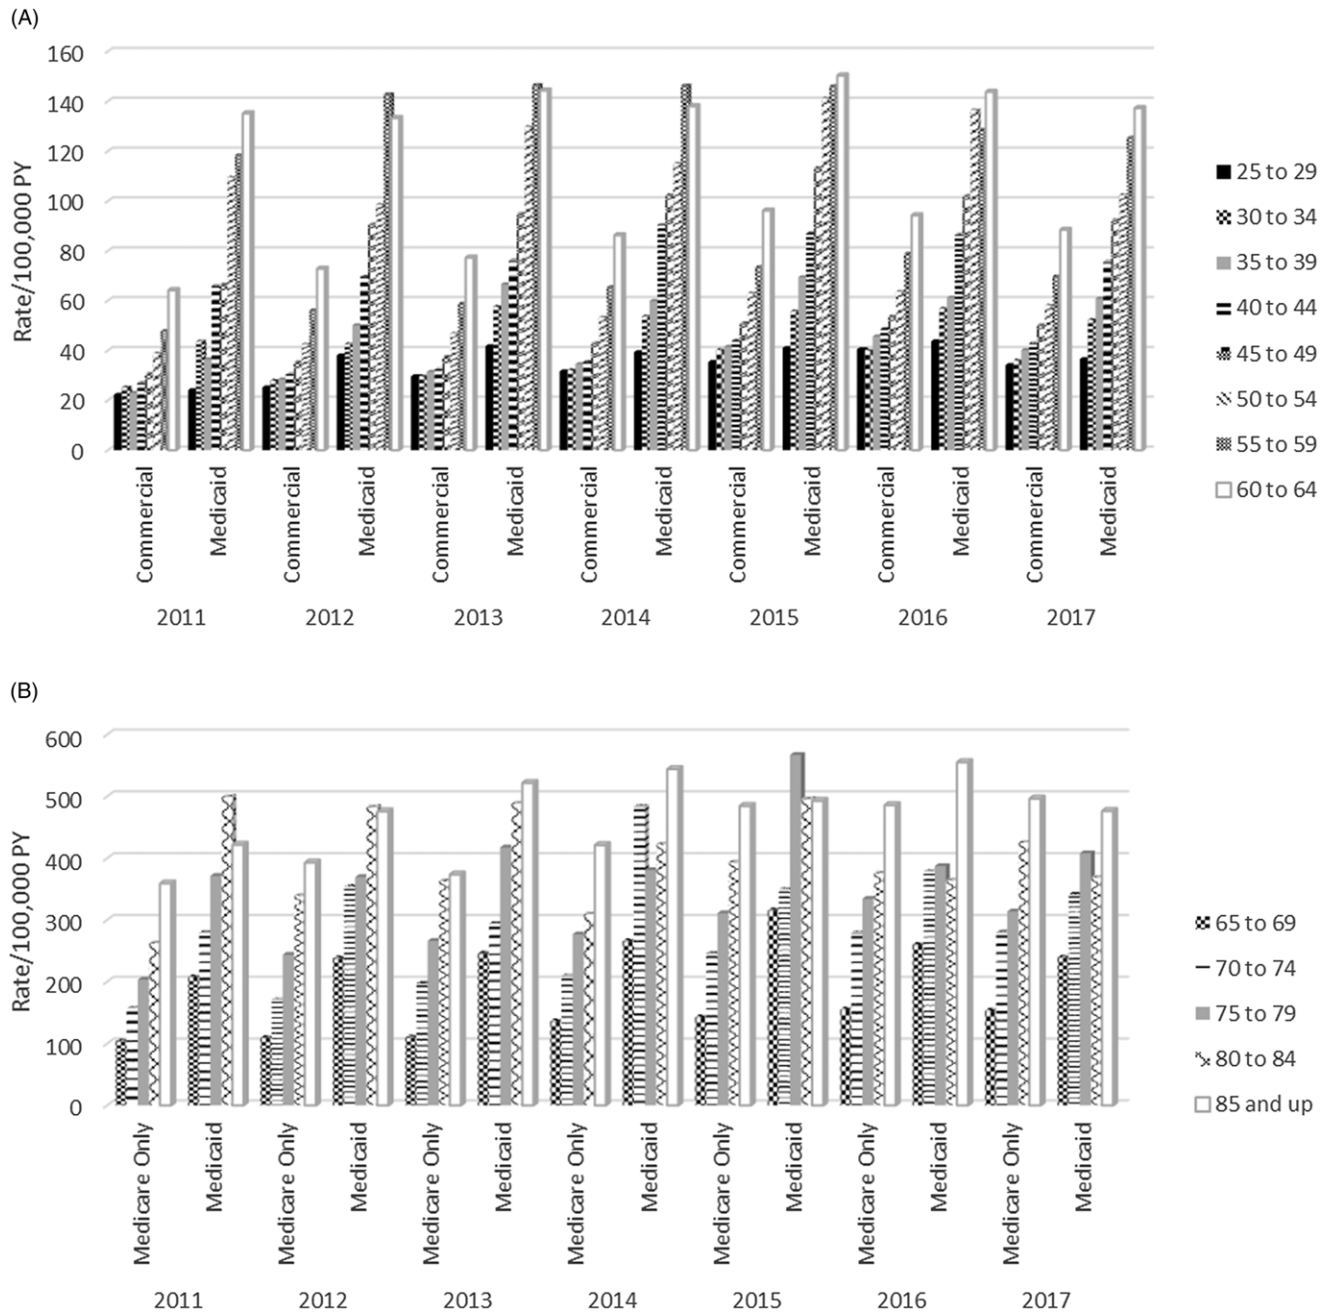 (A)
160
140
120
100
80
60
40
20
0
Rate/100,000 PY
Commercial
Medicaid
Commercial
Medicaid
Commercial
Medicaid
Commercial
Medicaid
Commercial
Medicaid
Commercial
Medicaid
Commercial
Medicaid
2011
2012
2013
2014
2015
2016
2017
25 to 29
30 to 34
35 to 39
40 to 44
45 to 49
50 to 54
55 to 59
60 to 64
(B)
600
500
400
300
200
100
0
Rate/100,000 PY
Medicare Only
Medicaid
Medicare Only
Medicaid
Medicare Only
Medicaid
Medicare Only
Medicaid
Medicare Only
Medicaid
Medicare Only
Medicaid
Medicare Only
Medicaid
2011
2012
2013
2014
2015
2016
2017
65 to 69
70 to 74
75 to 79
80 to 84
85 and up